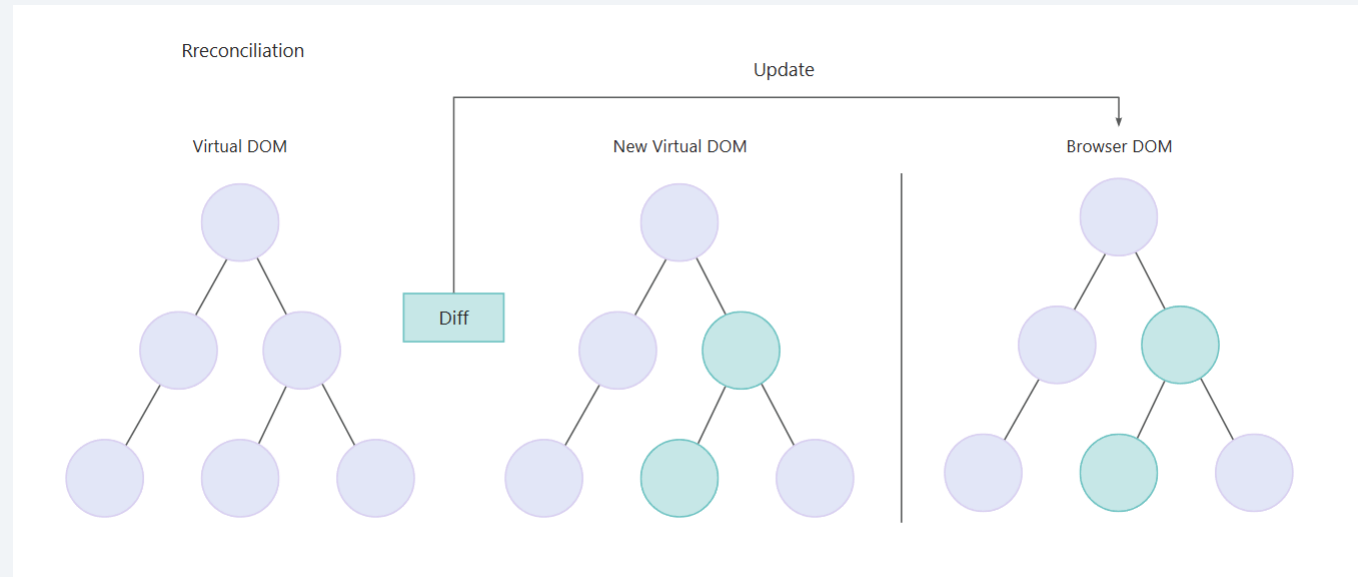 Rreconciliation
Update
Virtual DOM
New Virtual DOM
Browser DOM
Diff